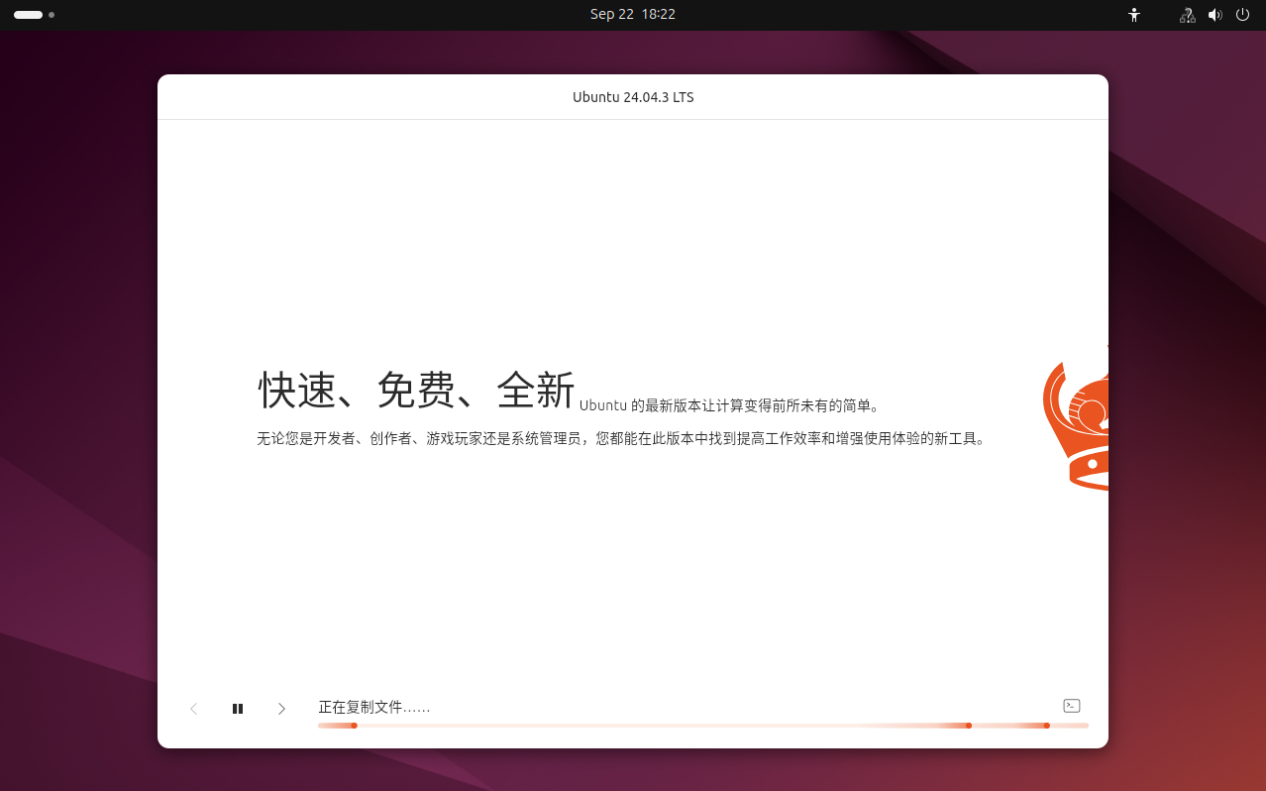 Sep 22 18:22
Ubuntu 24.04.3 LTS
快速、免费、全新 Ubuntu 的最新版本让计算变得前所未有的简单。
无论您是开发者、创作者、游戏玩家还是系统管理员，您都能在此版本中找到提高工作效率和增强使用体验的新工具。
正在复制文件……